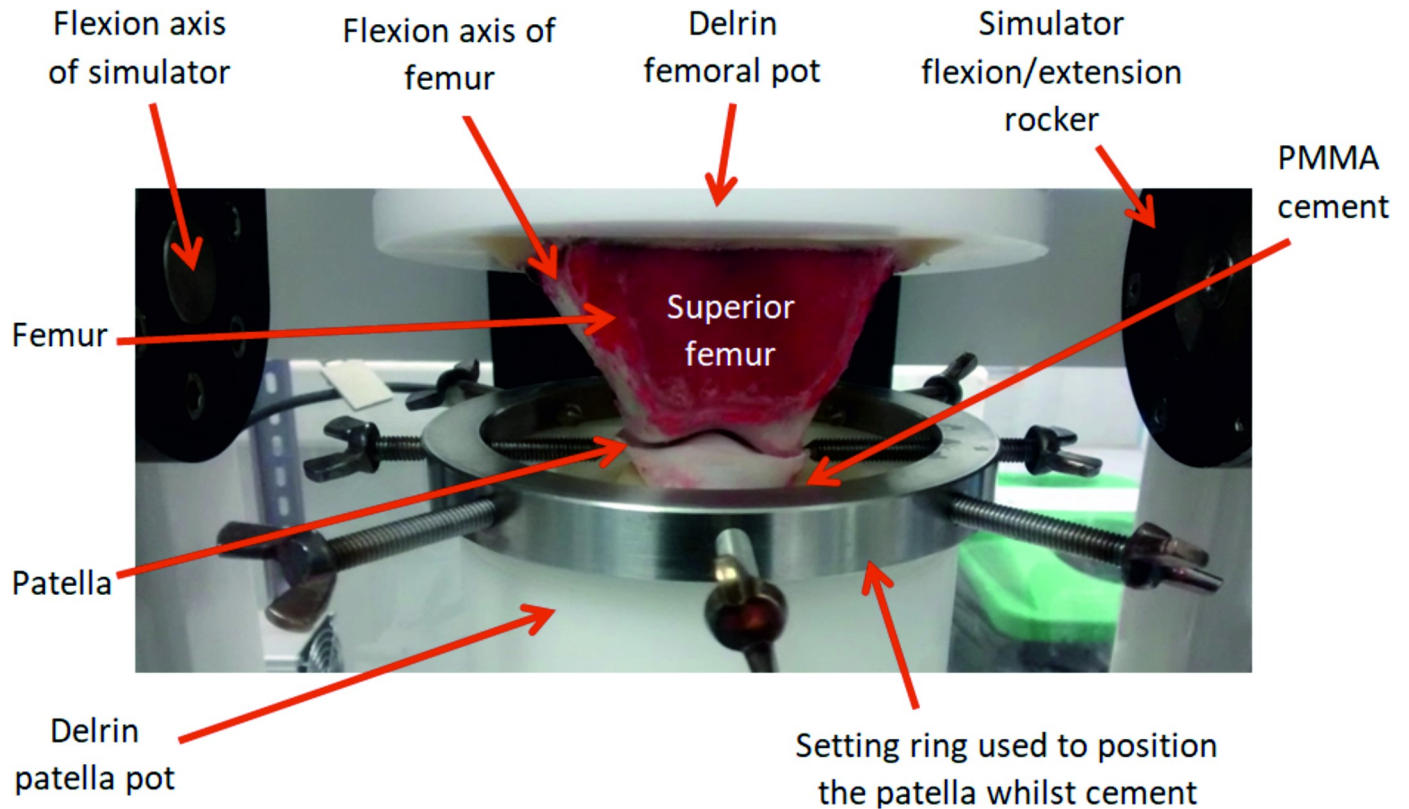 Flexion axis
of simulator
Flexion axis of
femur
Delrin
femoral pot
Simulator
flexion/extension
rocker
PMMA
cement
Femur
Superior
femur
Patella
Delrin
patella pot
Setting ring used to position
the patella whilst cement